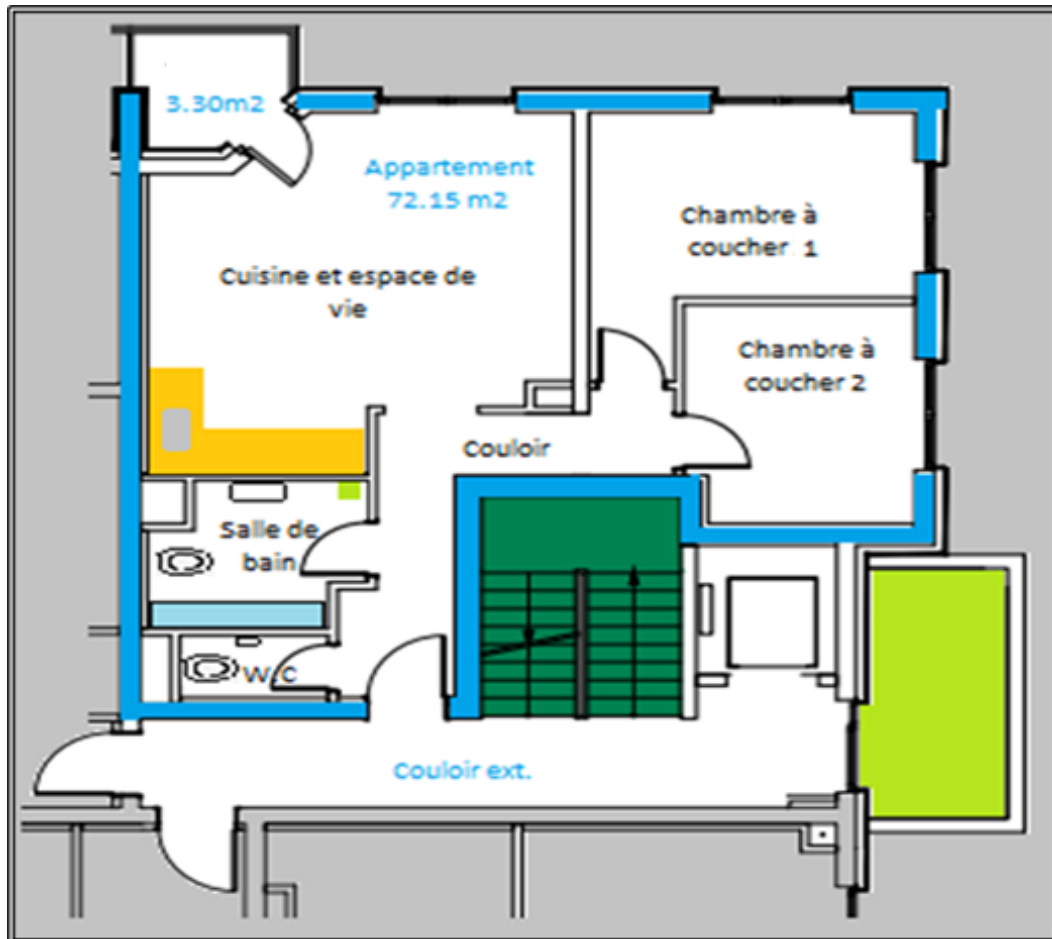 3.30m2
Appartement
72.15 m2
Chambre à
coucher 1
Cuisine et espace de
vie
Chambre à
coucher 2
Couloir
Salle de
bain
W/C
Couloir ext.